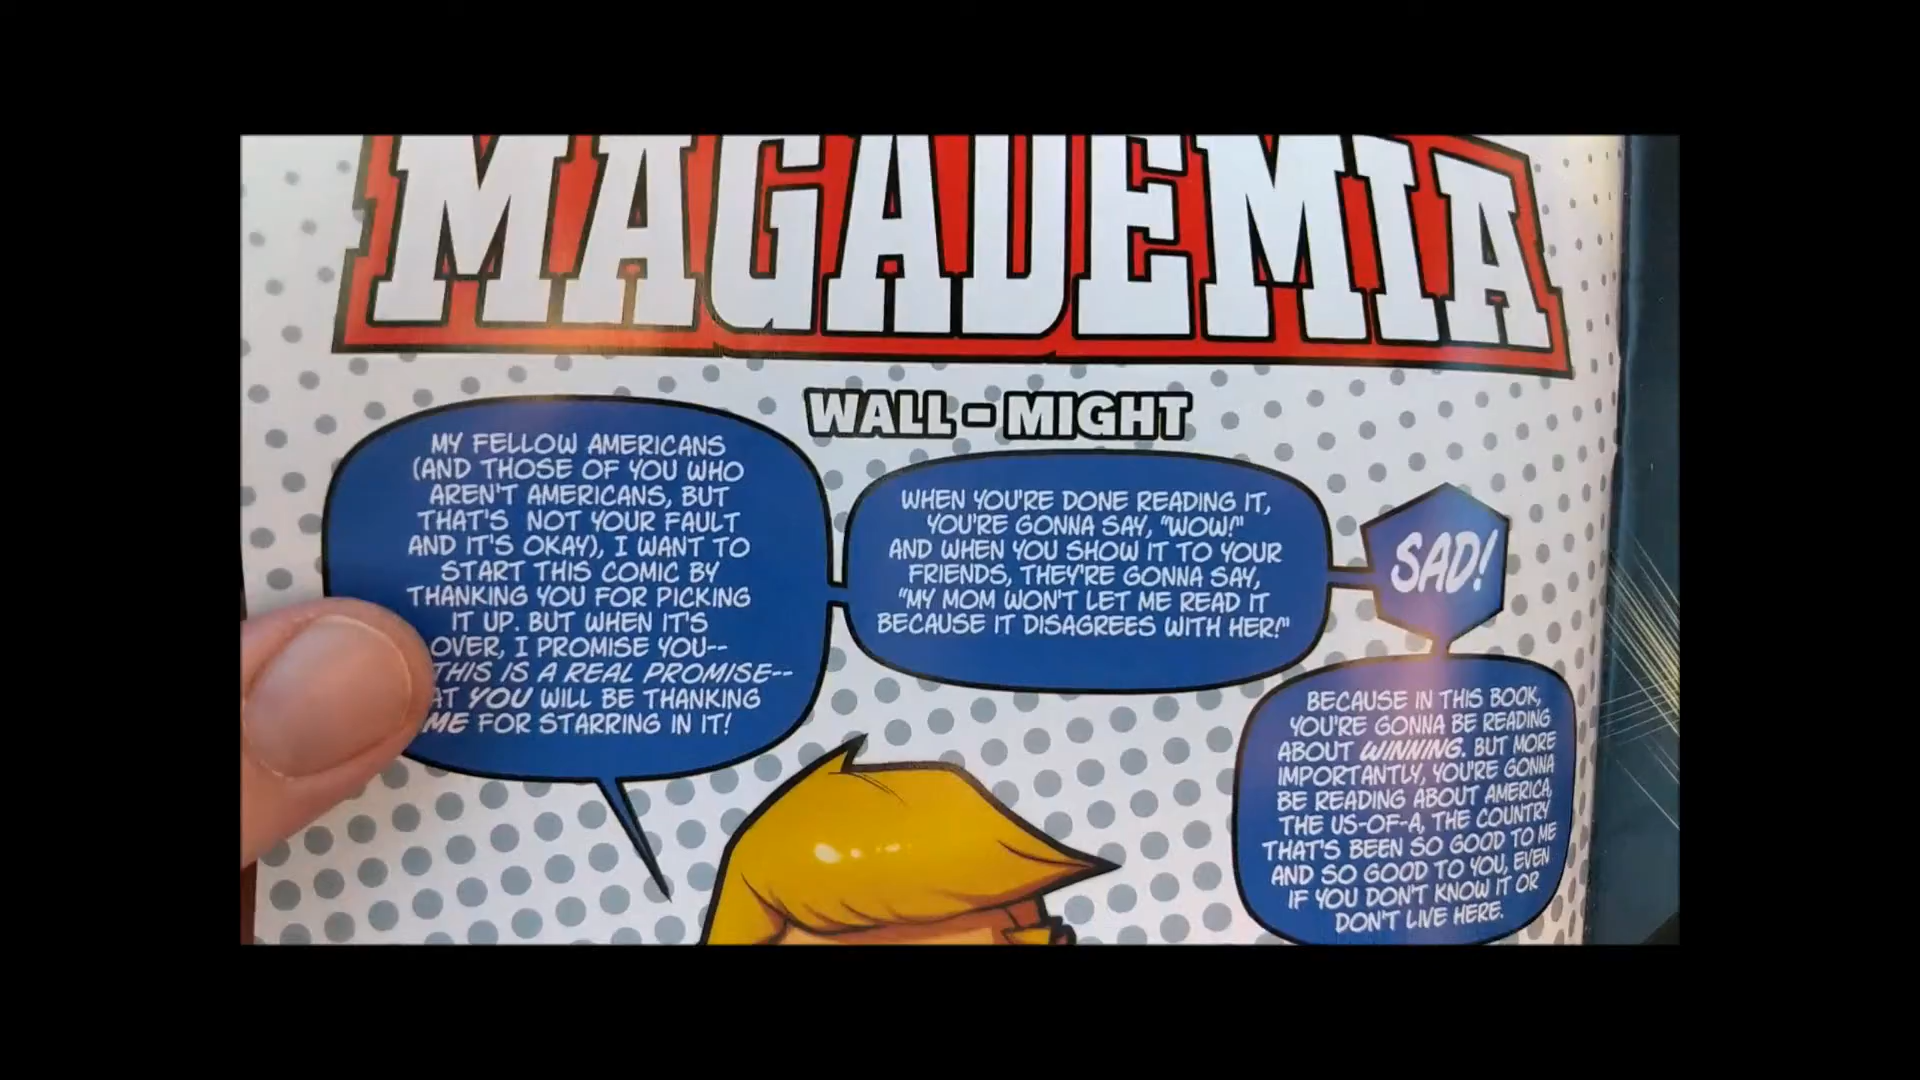 MAGADEMIA
WALL-MIGHT
MY FELLOW AMERICANS
(AND THOSE OF YOU WHO
AREN'T AMERICANS, BUT
THAT'S NOT YOUR FAULT
AND IT'S OKAY), I WANT TO
START THIS COMIC BY
THANKING YOU FOR PICKING
IT UP. BUT WHEN IT'S
OVER, I PROMISE YOU--
THIS IS A REAL PROMISE--
AT YOU WILL BE THANKING
ME FOR STARRING IN IT!
WHEN YOU'RE DONE READING IT,
YOU'RE GONNA SAY, "WOW!"
AND WHEN YOU SHOW IT TO YOUR
FRIENDS, THEY'RE GONNA SAY,
"MY MOM WON'T LET ME READ IT
BECAUSE IT DISAGREES WITH HER!"
SAD!
BECAUSE IN THIS BOOK,
YOU'RE GONNA BE READING
ABOUT WINNING. BUT MORE
IMPORTANTLY, YOU'RE GONNA
BE READING ABOUT AMERICA,
THE US-OF-A, THE COUNTRY
THAT'S BEEN SO GOOD TO ME
AND SO GOOD TO YOU, EVEN
IF YOU DON'T KNOW IT OR
DON'T LIVE HERE.